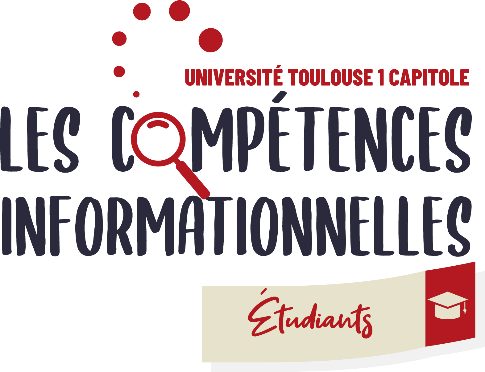 UNIVERSITÉ TOULOUSE 1 CAPITOLE
LES COMPÉTENCES
INFORMATIONNELLES
Étudiants